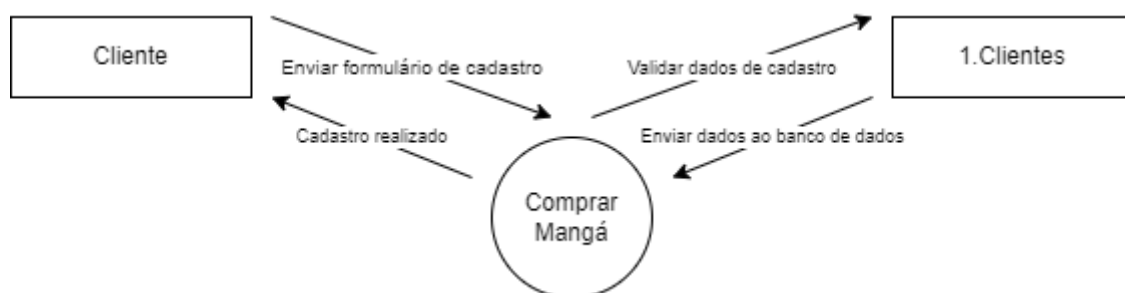 Cliente
1.Clientes
Enviar formulário de cadastro
Validar dados de cadastro
Cadastro realizado
Enviar dados ao banco de dados
Comprar
Mangá